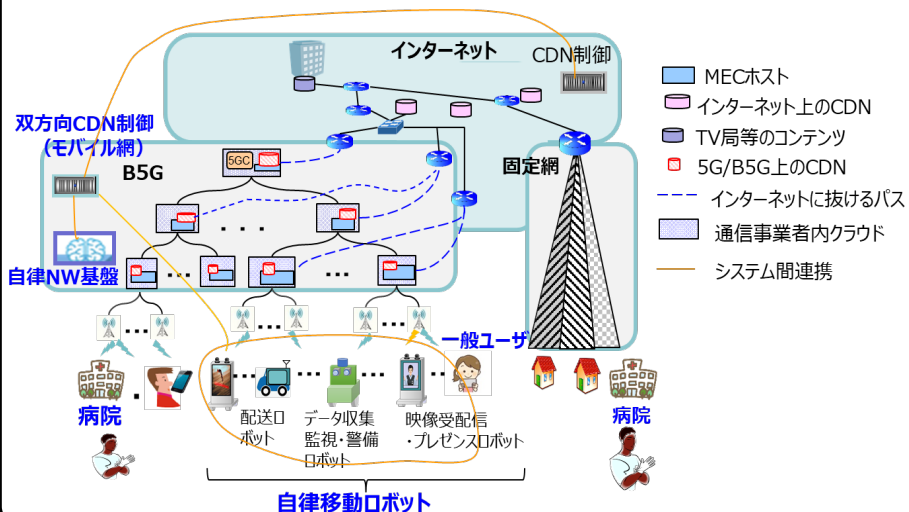 インターネット
CDN制御
双方向CDN制御
(モバイル網)
B5G
5GC
固定網
自律NW基盤
MECホスト
インターネット上のCDN
TV局等のコンテンツ
5G/B5G上のCDN
インターネットに抜けるパス
通信事業者内クラウド
システム間連携
一般ユーザ
病院
配送ロ
ボット
データ収集
監視・警備
ロボット
映像受配信
・プレゼンスロボット
病院
自律移動ロボット